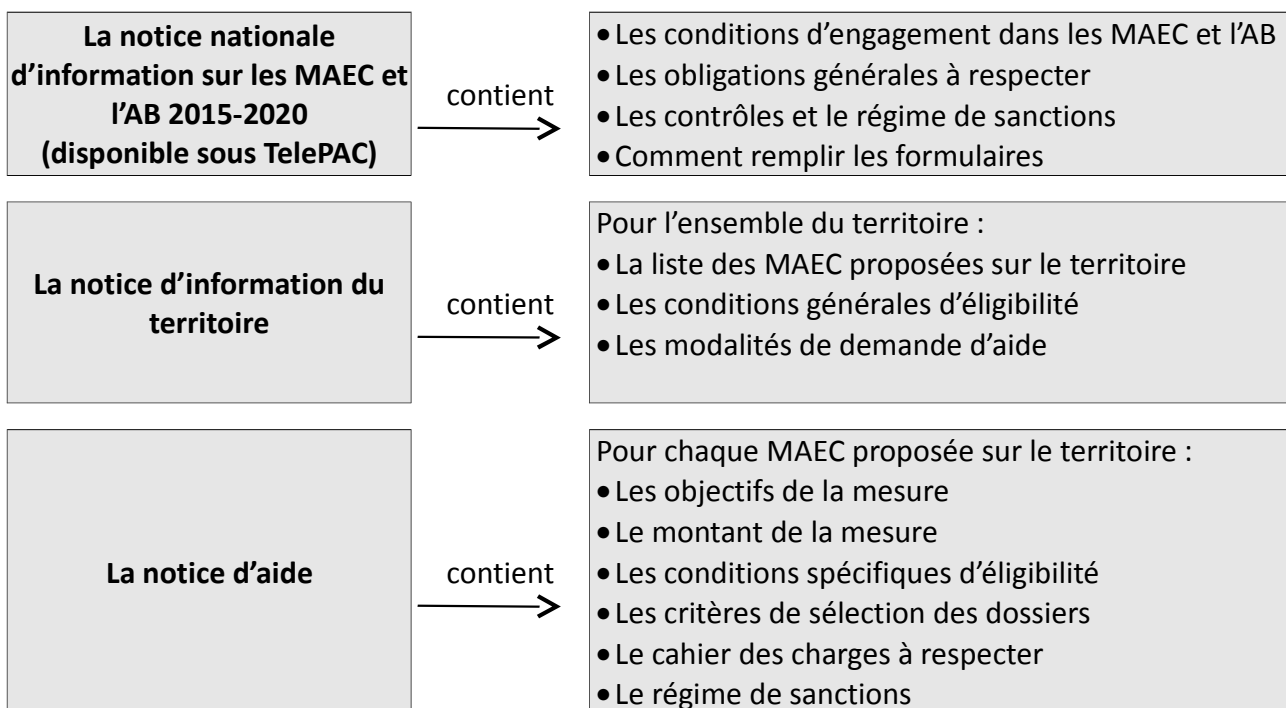 La notice nationale
d'information sur les MAEC et
l'AB 2015-2020
(disponible sous TelePAC)
contient
• Les conditions d'engagement dans les MAEC et l'AB
• Les obligations générales à respecter
• Les contrôles et le régime de sanctions
• Comment remplir les formulaires
La notice d'information du
territoire
contient
Pour l'ensemble du territoire :
• La liste des MAEC proposées sur le territoire
• Les conditions générales d'éligibilité
• Les modalités de demande d'aide
La notice d'aide
contient
Pour chaque MAEC proposée sur le territoire :
• Les objectifs de la mesure
• Le montant de la mesure
• Les conditions spécifiques d'éligibilité
• Les critères de sélection des dossiers
• Le cahier des charges à respecter
• Le régime de sanctions